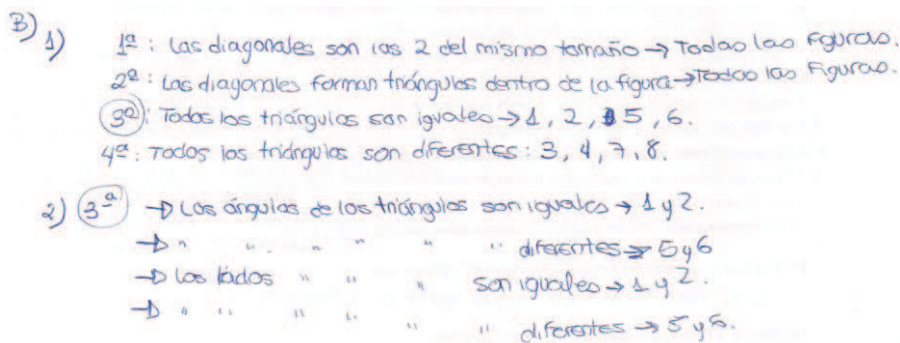 B) 1) 1ª: Las diagonales son las 2 del mismo tamaño → Todas las figuras.
2ª: Las diagonales forman triángulos dentro de la figura → Todas las figuras.
3ª: Todos los triángulos son iguales → 1, 2, 5, 6.
4ª: Todos los triángulos son diferentes: 3, 4, 7, 8.
2) 3ª → Los ángulos de los triángulos son iguales → 1 y 2.
→ " " " " " " diferentes → 5 y 6
→ Los lados " " " son iguales → 1 y 2.
→ " " " " " " diferentes → 5 y 6.